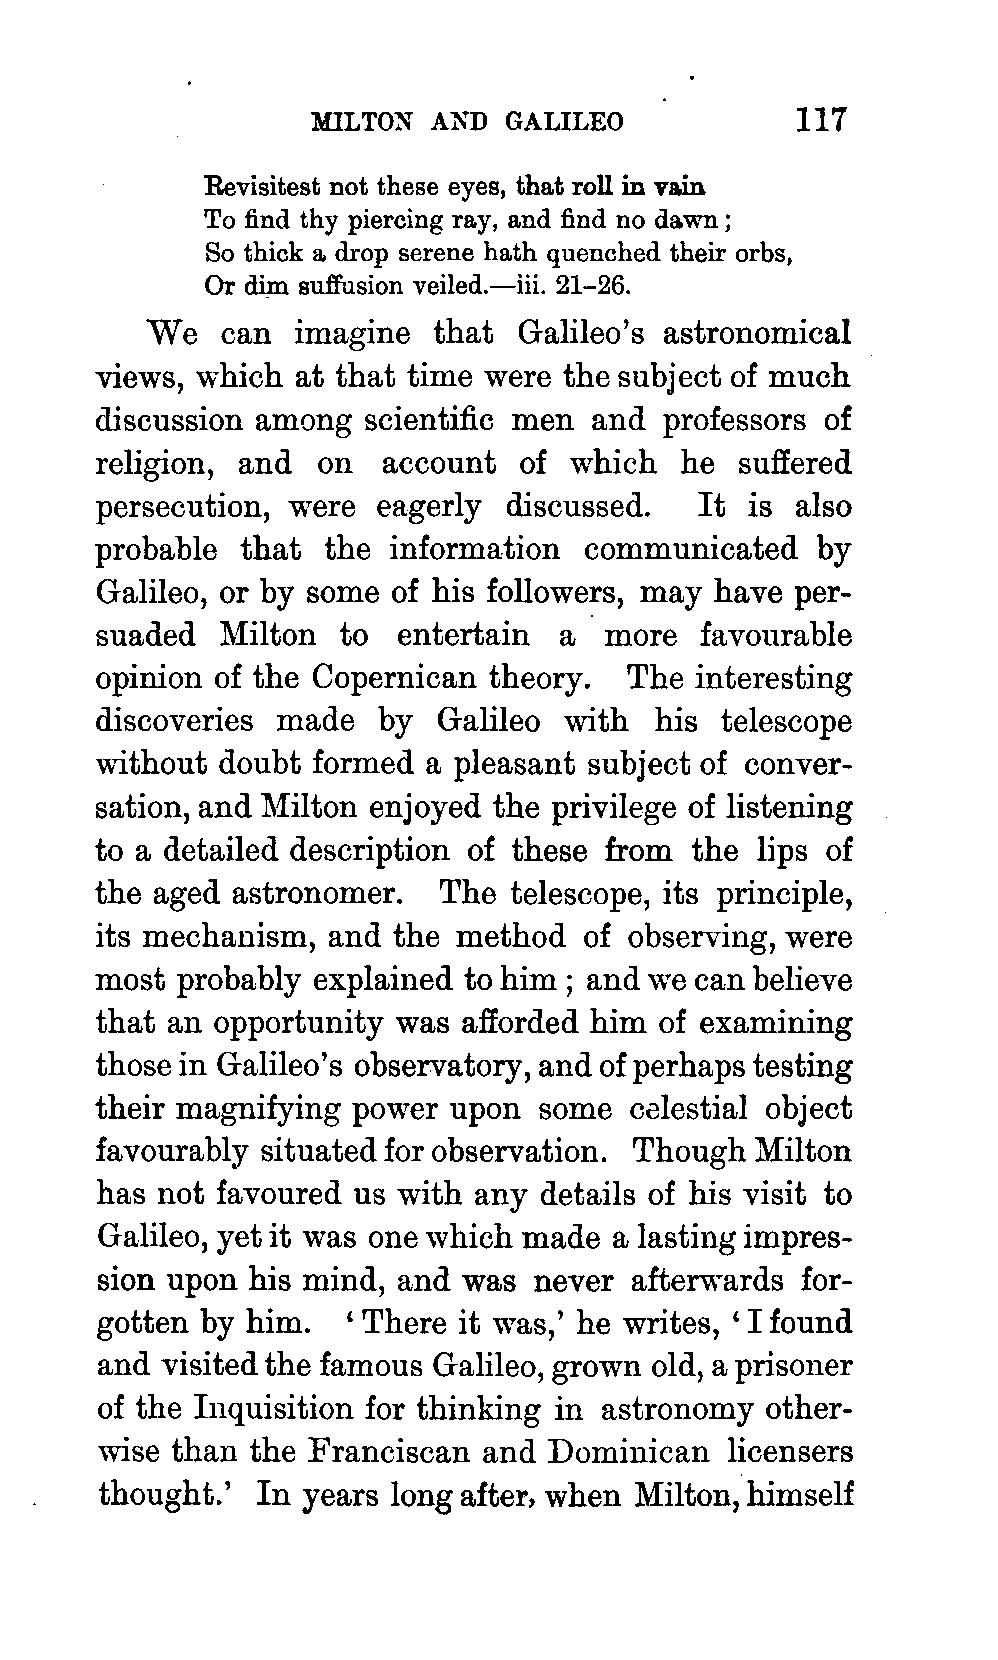 MILTON AND GALILEO 117
Revisitest not these eyes, that roll in vain
To find thy piercing ray, and find no dawn;
So thick a drop serene hath quenched their orbs,
Or dim suffusion veiled.—iii. 21–26.
We can imagine that Galileo's astronomical
views, which at that time were the subject of much
discussion among scientific men and professors of
religion, and on account of which he suffered
persecution, were eagerly discussed. It is also
probable that the information communicated by
Galileo, or by some of his followers, may have per-
suaded Milton to entertain a more favourable
opinion of the Copernican theory. The interesting
discoveries made by Galileo with his telescope
without doubt formed a pleasant subject of conver-
sation, and Milton enjoyed the privilege of listening
to a detailed description of these from the lips of
the aged astronomer. The telescope, its principle,
its mechanism, and the method of observing, were
most probably explained to him ; and we can believe
that an opportunity was afforded him of examining
those in Galileo's observatory, and of perhaps testing
their magnifying power upon some celestial object
favourably situated for observation. Though Milton
has not favoured us with any details of his visit to
Galileo, yet it was one which made a lasting impres-
sion upon his mind, and was never afterwards for-
gotten by him. ‘There it was,’ he writes, ‘I found
and visited the famous Galileo, grown old, a prisoner
of the Inquisition for thinking in astronomy other-
wise than the Franciscan and Dominican licensers
thought.’ In years long after, when Milton, himself